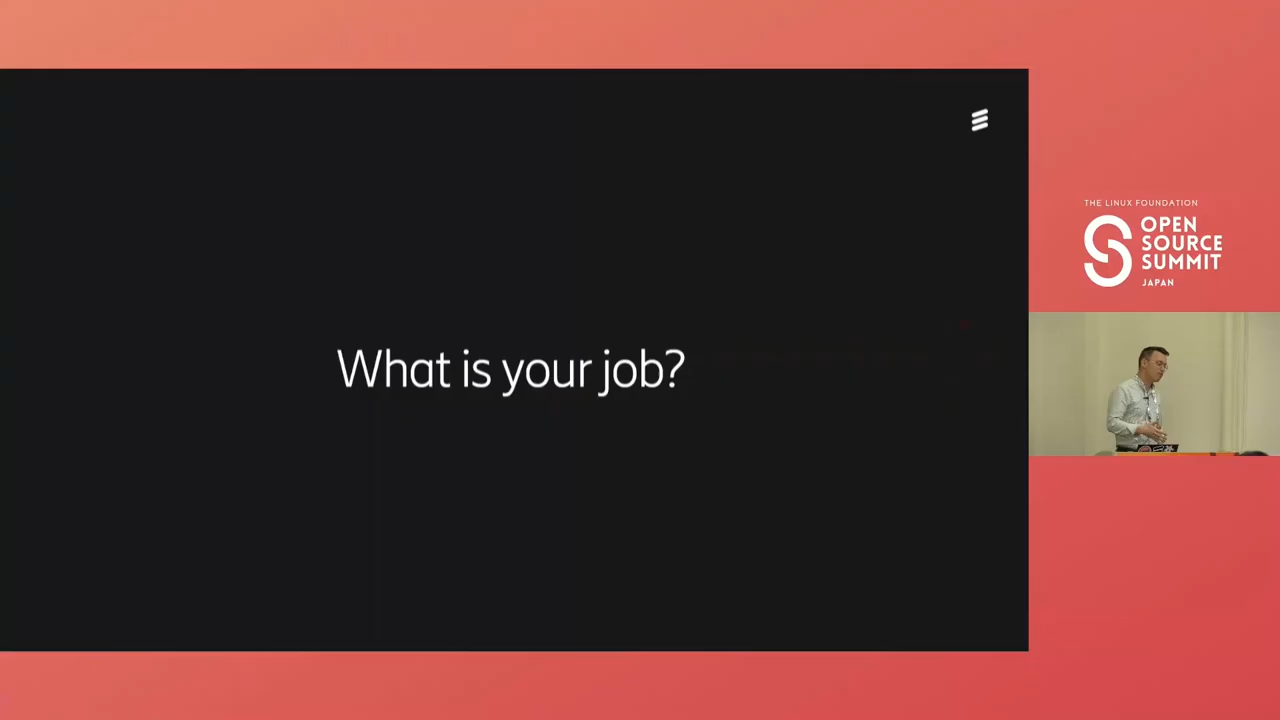 What is your job?
THE LINUX FOUNDATION
OPEN
SOURCE
SUMMIT
JAPAN